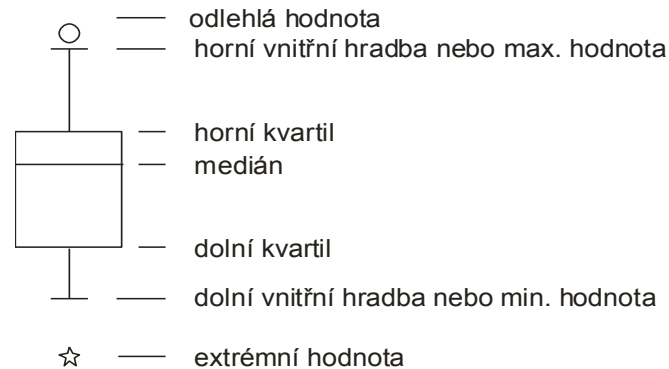 odlehlá hodnota
horní vnitřní hradba nebo max. hodnota
horní kvartil
medián
dolní kvartil
dolní vnitřní hradba nebo min. hodnota
extrémní hodnota